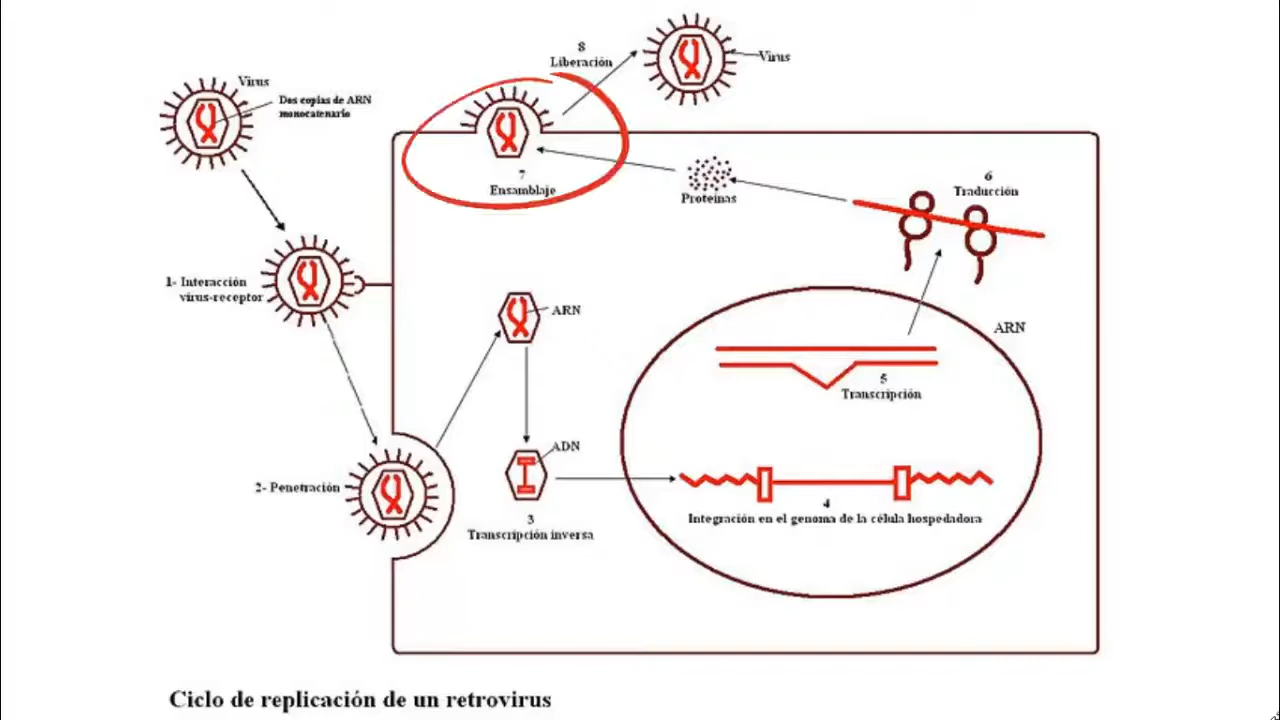 8
Liberación
Virus
Virus
Dos copias de ARN
monocatenario
7
Ensamblaje
Proteínas
6
Traducción
1- Interacción
virus-receptor
ARN
ARN
5
Transcripción
ADN
2- Penetración
3
Transcripción inversa
4
Integración en el genoma de la célula hospedadora
Ciclo de replicación de un retrovirus